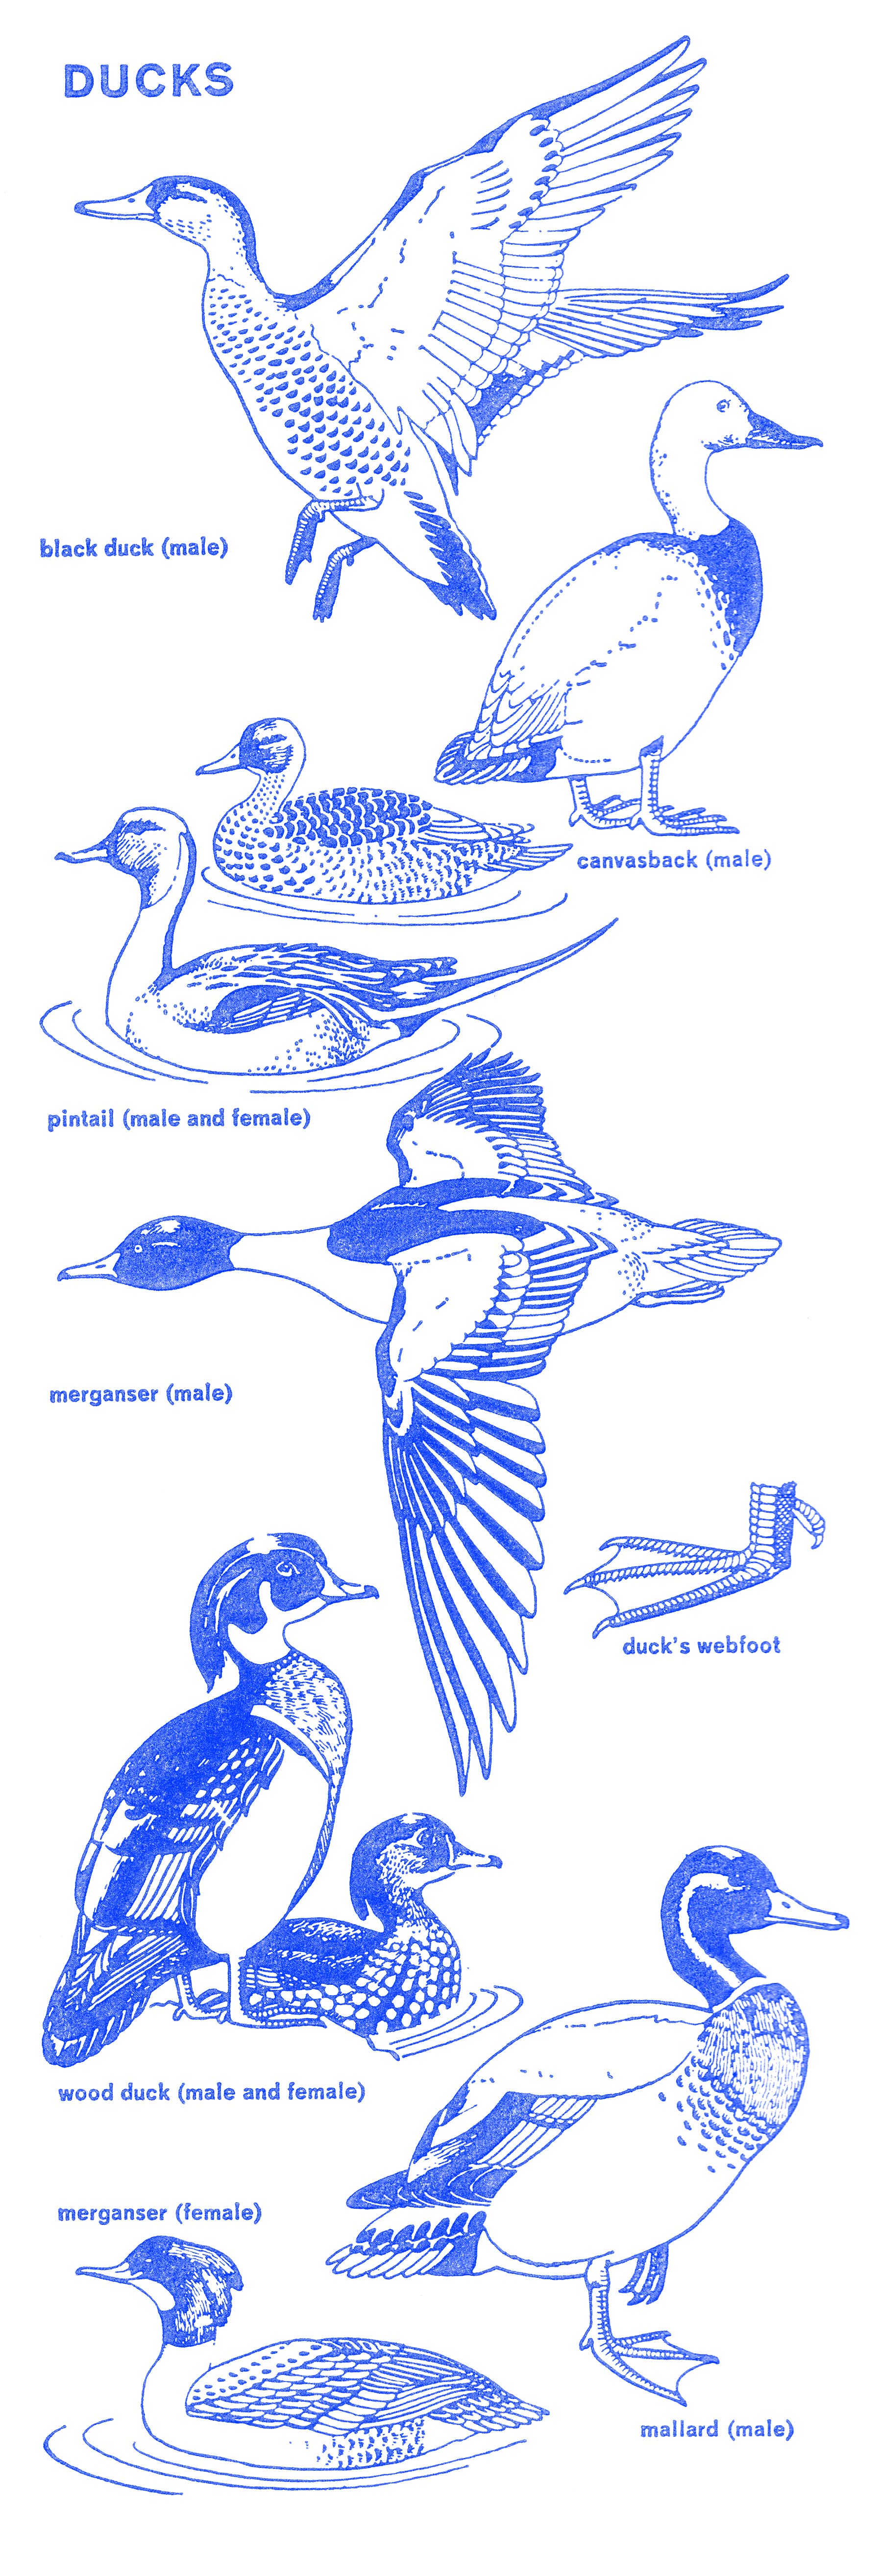 DUCKS
black duck (male)
canvasback (male)
pintail (male and female)
merganser (male)
duck's webfoot
wood duck (male and female)
merganser (female)
mallard (male)